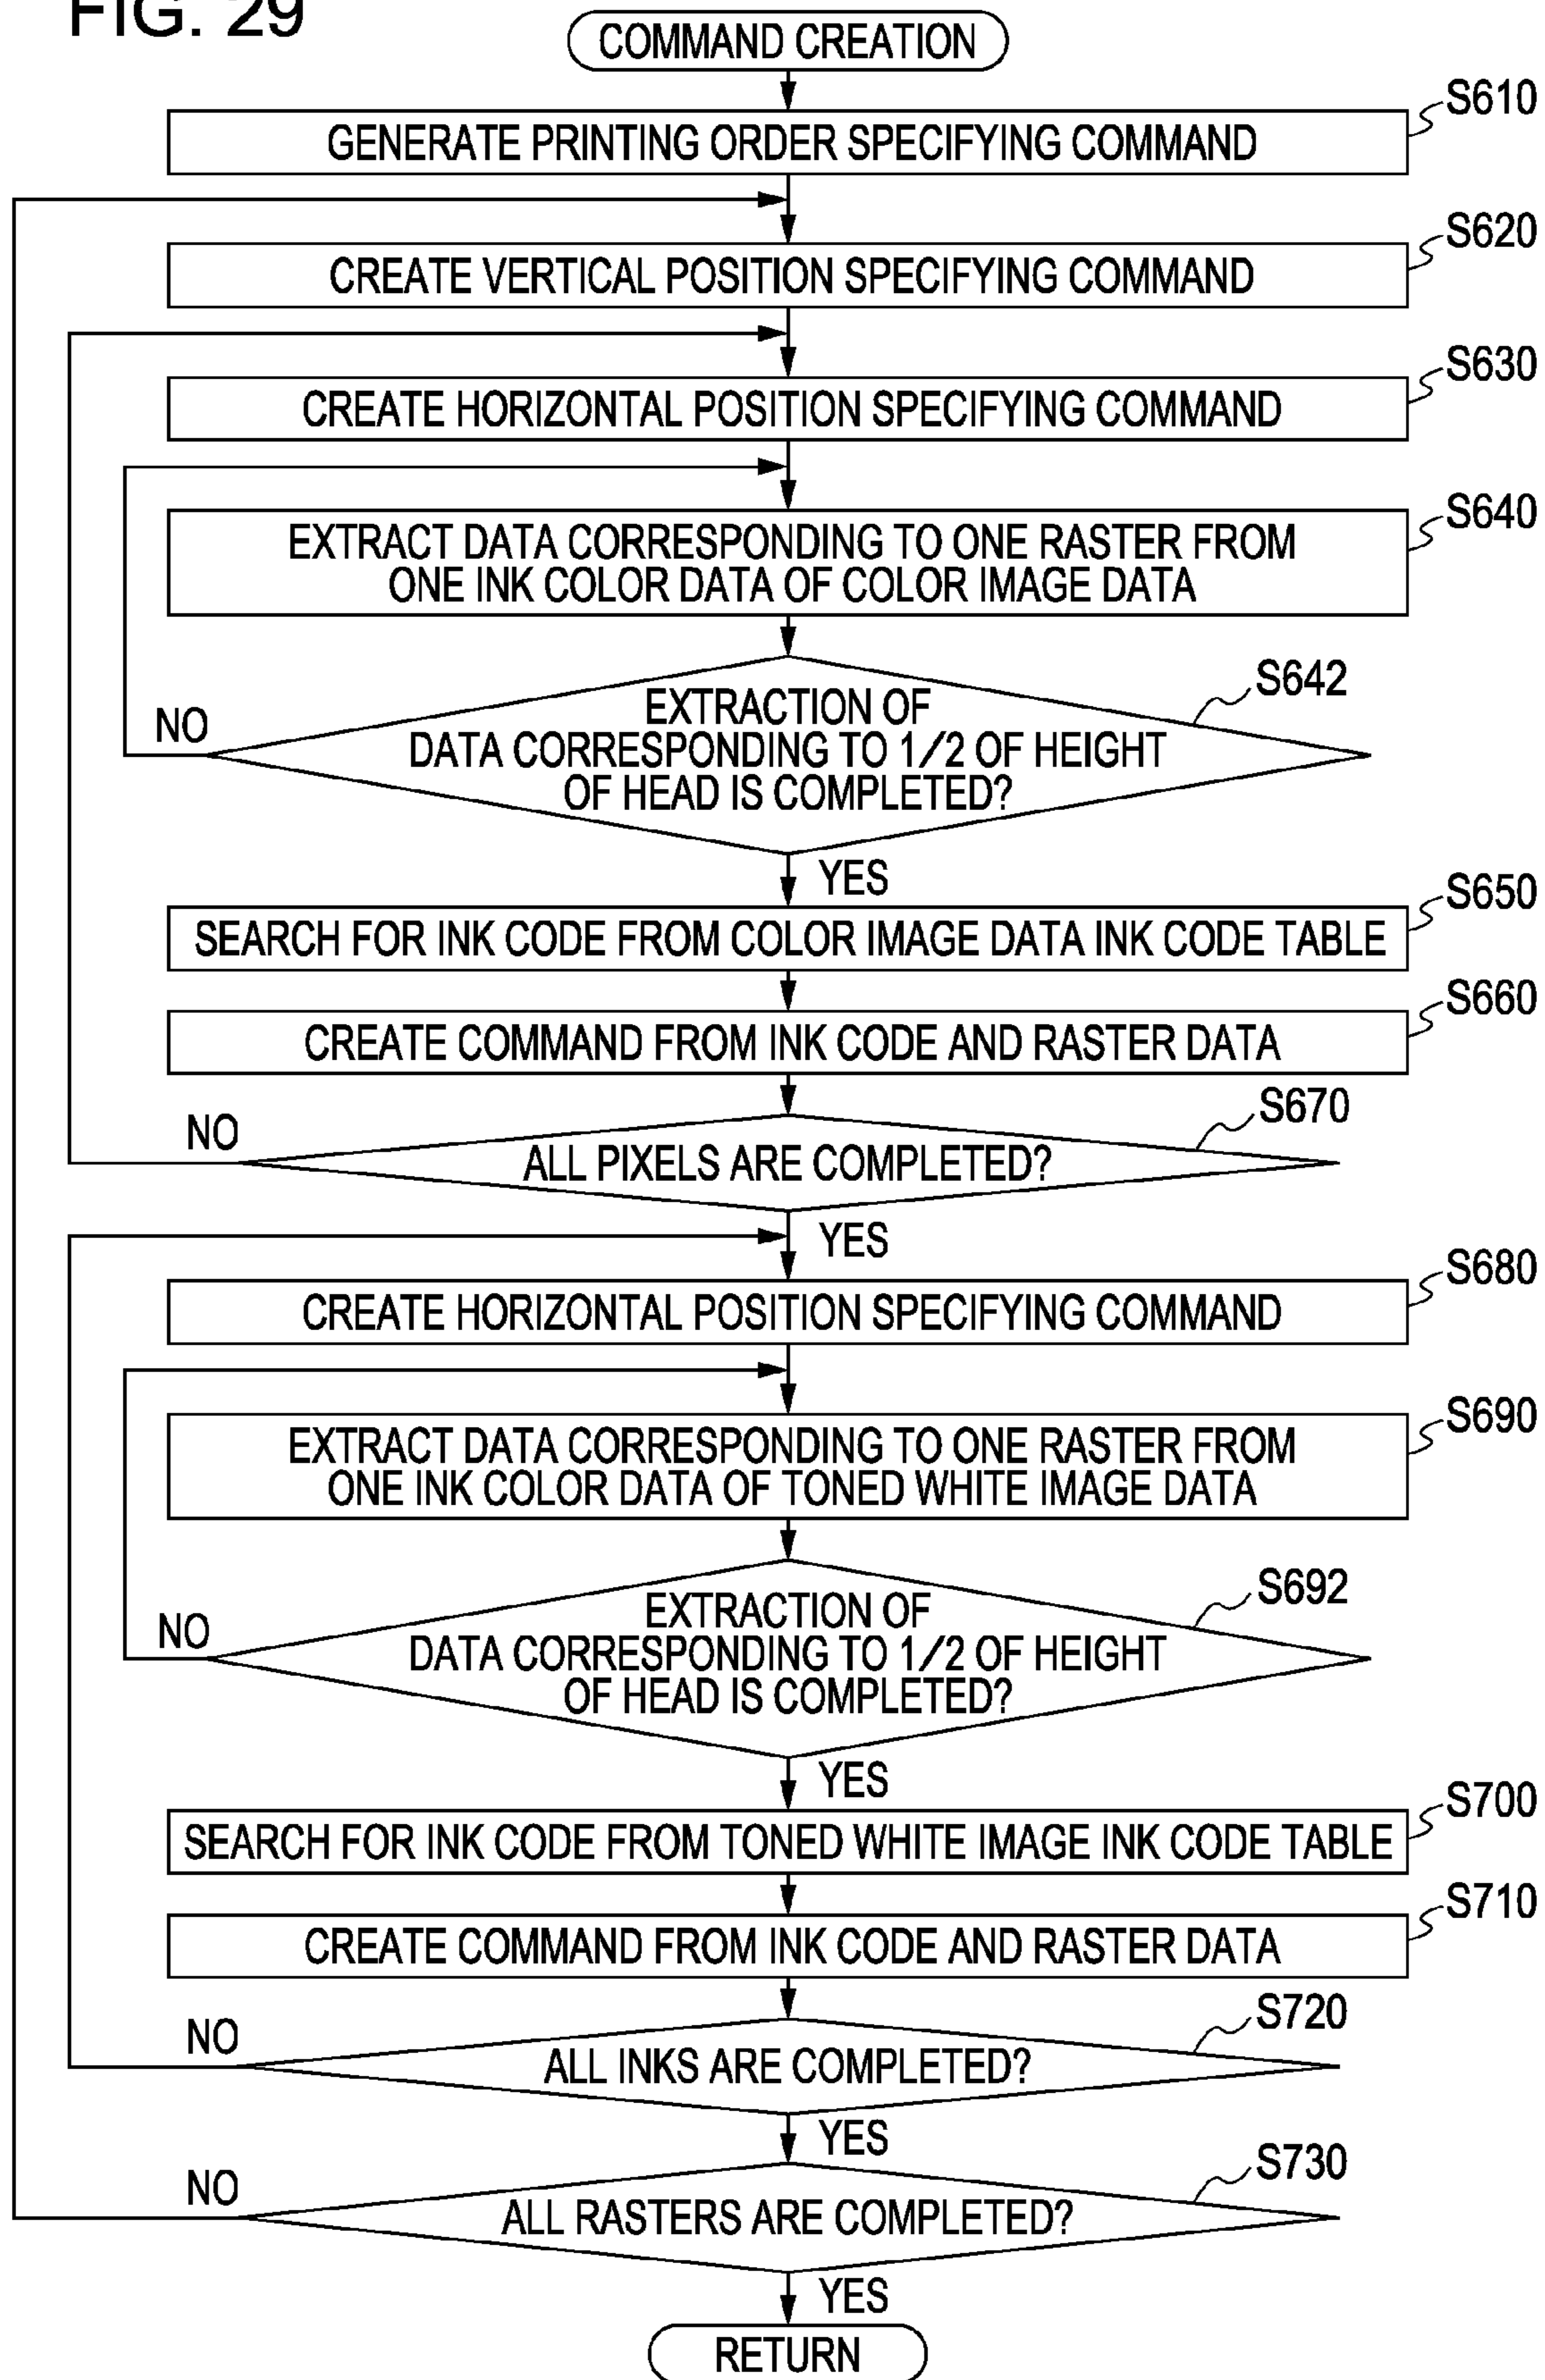 FIG. 29
COMMAND CREATION
S610
GENERATE PRINTING ORDER SPECIFYING COMMAND
S620
CREATE VERTICAL POSITION SPECIFYING COMMAND
S630
CREATE HORIZONTAL POSITION SPECIFYING COMMAND
S640
EXTRACT DATA CORRESPONDING TO ONE RASTER FROM
ONE INK COLOR DATA OF COLOR IMAGE DATA
S642
EXTRACTION OF
DATA CORRESPONDING TO 1/2 OF HEIGHT
OF HEAD IS COMPLETED?
NO
YES
S650
SEARCH FOR INK CODE FROM COLOR IMAGE DATA INK CODE TABLE
S660
CREATE COMMAND FROM INK CODE AND RASTER DATA
S670
NO
ALL PIXELS ARE COMPLETED?
YES
S680
CREATE HORIZONTAL POSITION SPECIFYING COMMAND
S690
EXTRACT DATA CORRESPONDING TO ONE RASTER FROM
ONE INK COLOR DATA OF TONED WHITE IMAGE DATA
S692
EXTRACTION OF
DATA CORRESPONDING TO 1/2 OF HEIGHT
OF HEAD IS COMPLETED?
NO
YES
S700
SEARCH FOR INK CODE FROM TONED WHITE IMAGE INK CODE TABLE
S710
CREATE COMMAND FROM INK CODE AND RASTER DATA
S720
NO
ALL INKS ARE COMPLETED?
YES
S730
NO
ALL RASTERS ARE COMPLETED?
YES
RETURN